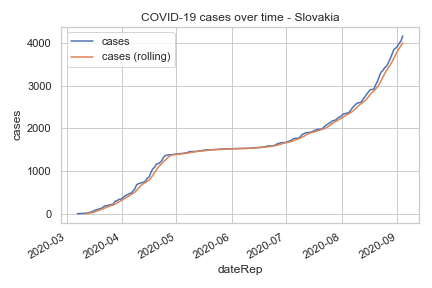 COVID-19 cases over time - Slovakia
cases
cases (rolling)
4000
3000
2000
1000
0
cases
2020-03
2020-04
2020-05
2020-06
2020-07
2020-08
2020-09
dateRep